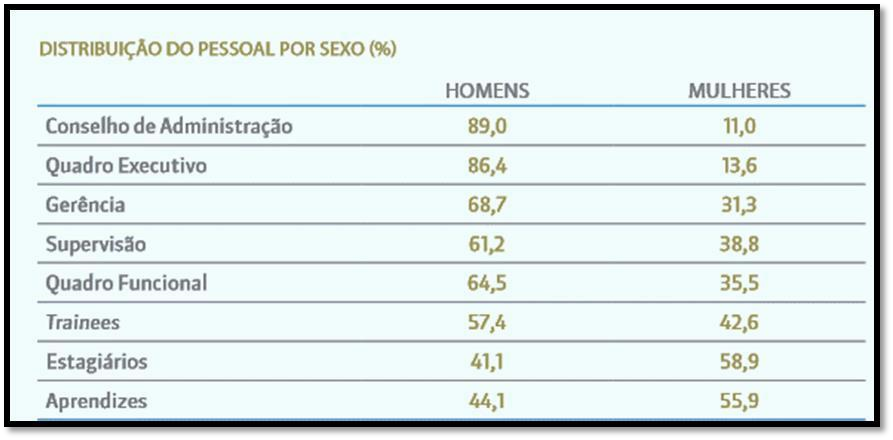 DISTRIBUIÇÃO DO PESSOAL POR SEXO (%)
HOMENS MULHERES
Conselho de Administração 89,0 11,0
Quadro Executivo 86,4 13,6
Gerência 68,7 31,3
Supervisão 61,2 38,8
Quadro Funcional 64,5 35,5
Trainees 57,4 42,6
Estagiários 41,1 58,9
Aprendizes 44,1 55,9